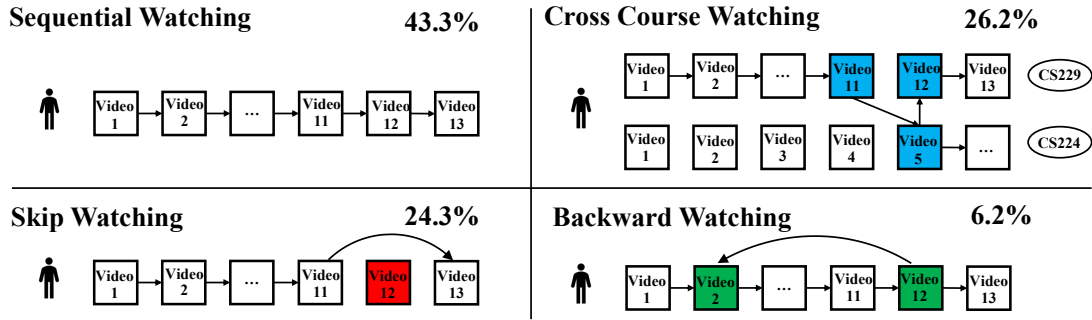 Sequential Watching 43.3%
Video 1
Video 2
...
Video 11
Video 12
Video 13
Cross Course Watching 26.2%
Video 1
Video 2
...
Video 11
Video 12
Video 13
CS229
Video 1
Video 2
Video 3
Video 4
Video 5
...
CS224
Skip Watching 24.3%
Video 1
Video 2
...
Video 11
Video 12
Video 13
Backward Watching 6.2%
Video 1
Video 2
...
Video 11
Video 12
Video 13